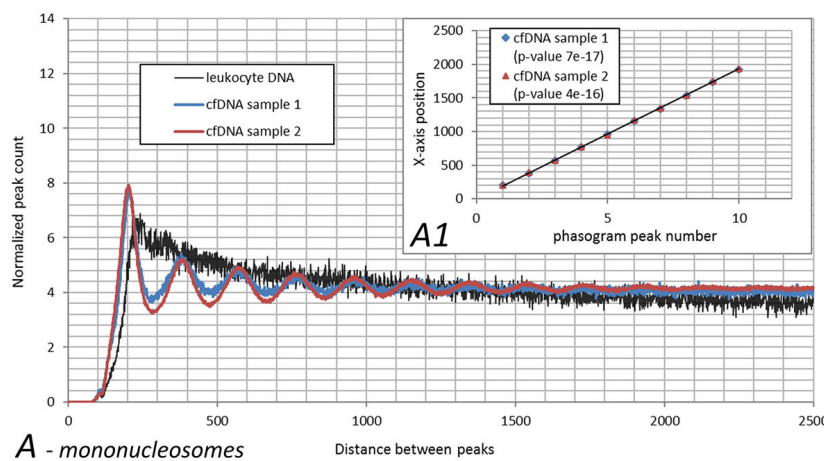 14
12
10
8
6
4
2
0
Normalized peak count
leukocyte DNA
cfDNA sample 1
cfDNA sample 2
0
500
1000
1500
2000
2500
Distance between peaks
A - mononucleosomes
2500
2000
1500
1000
500
0
X-axis position
cfDNA sample 1
(p-value 7e-17)
cfDNA sample 2
(p-value 4e-16)
0
5
10
phasogram peak number
A1